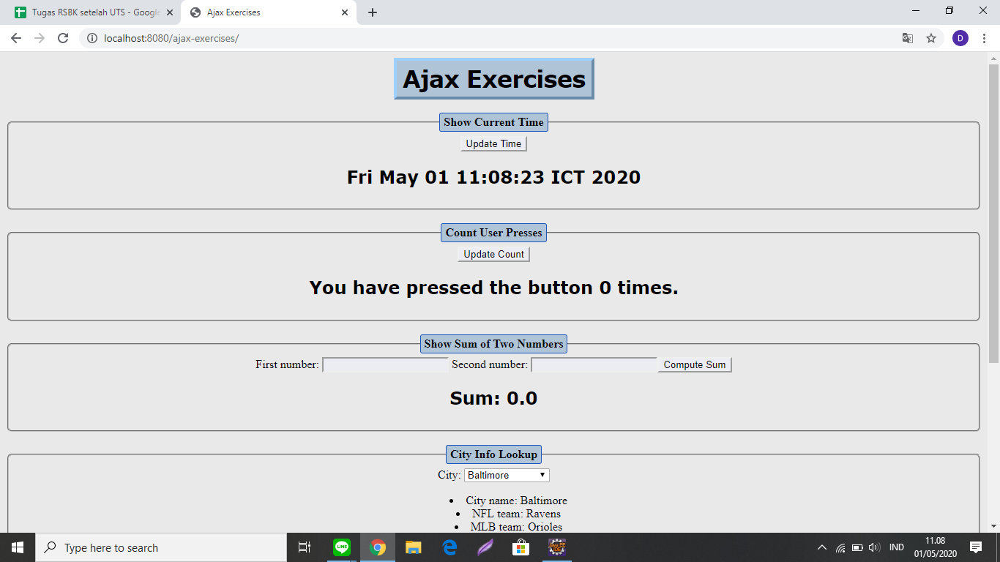 Tugas RSBK setelah UTS - Google
Ajax Exercises
localhost:8080/ajax-exercises/
D
Ajax Exercises
Show Current Time
Update Time
Fri May 01 11:08:23 ICT 2020
Count User Presses
Update Count
You have pressed the button 0 times.
Show Sum of Two Numbers
First number: Second number: Compute Sum
Sum: 0.0
City Info Lookup
City: Baltimore
• City name: Baltimore
• NFL team: Ravens
• MLB team: Orioles
Type here to search
LINE
Java EE
IDE
IND
11.08
01/05/2020